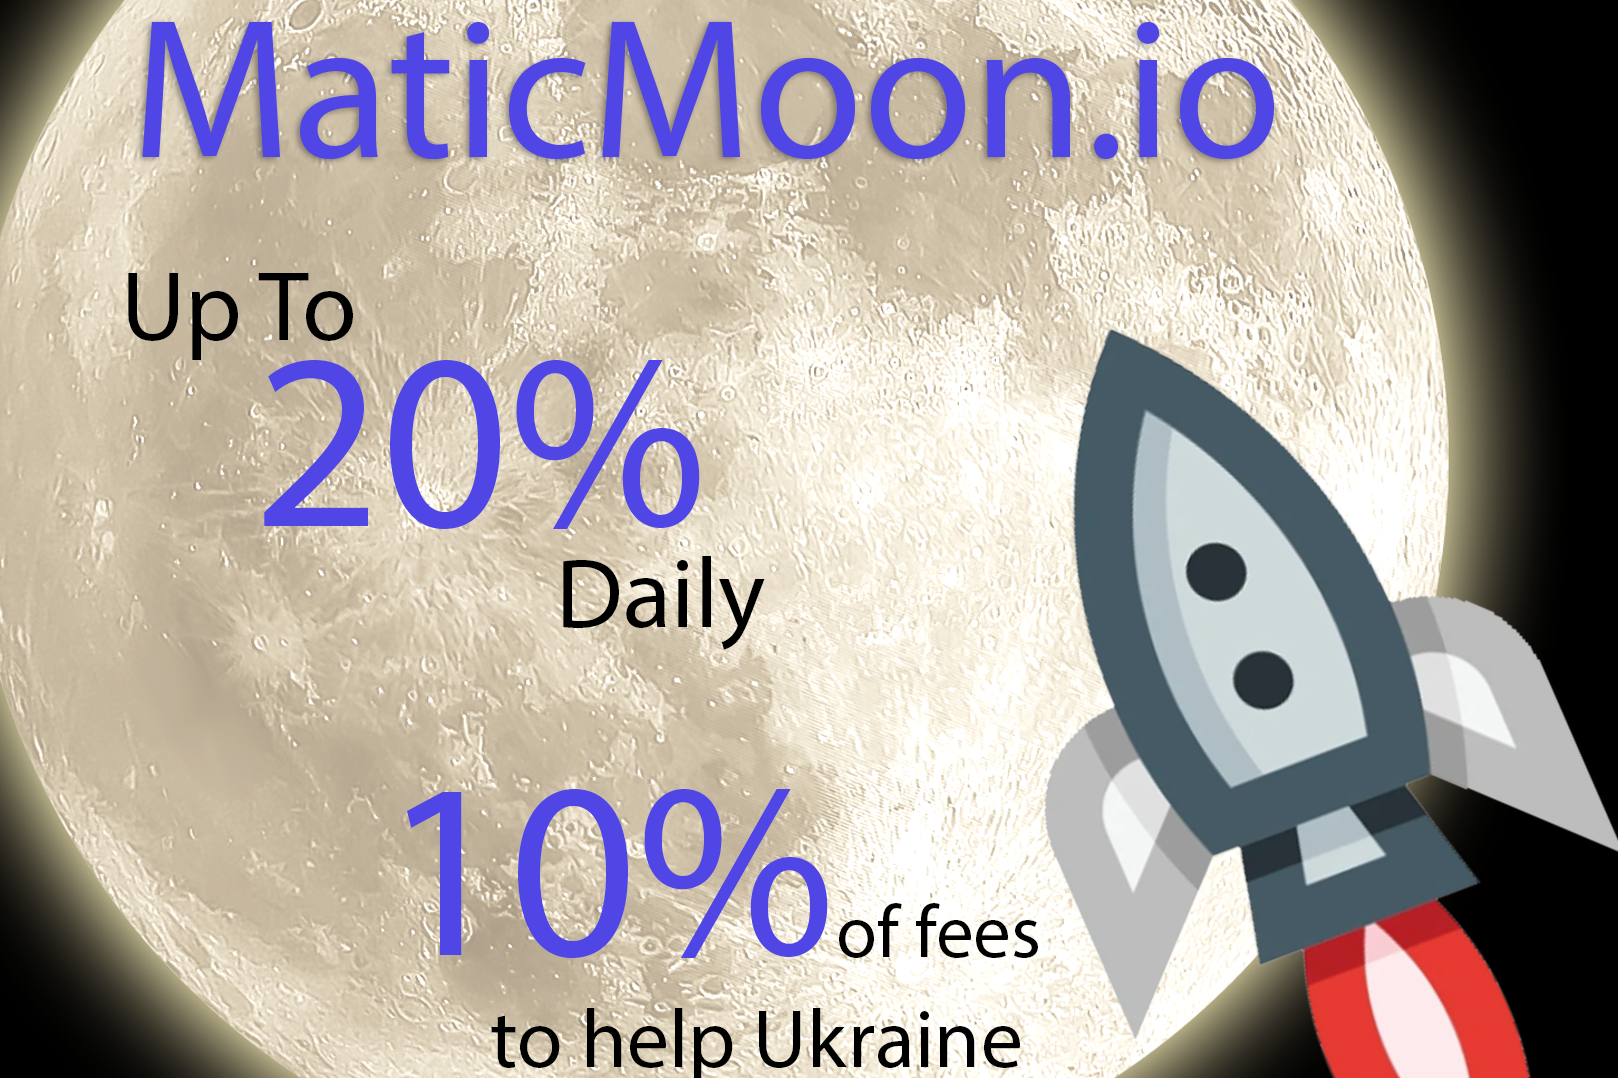 MaticMoon.io
Up To
20%
Daily
10% of fees
to help Ukraine